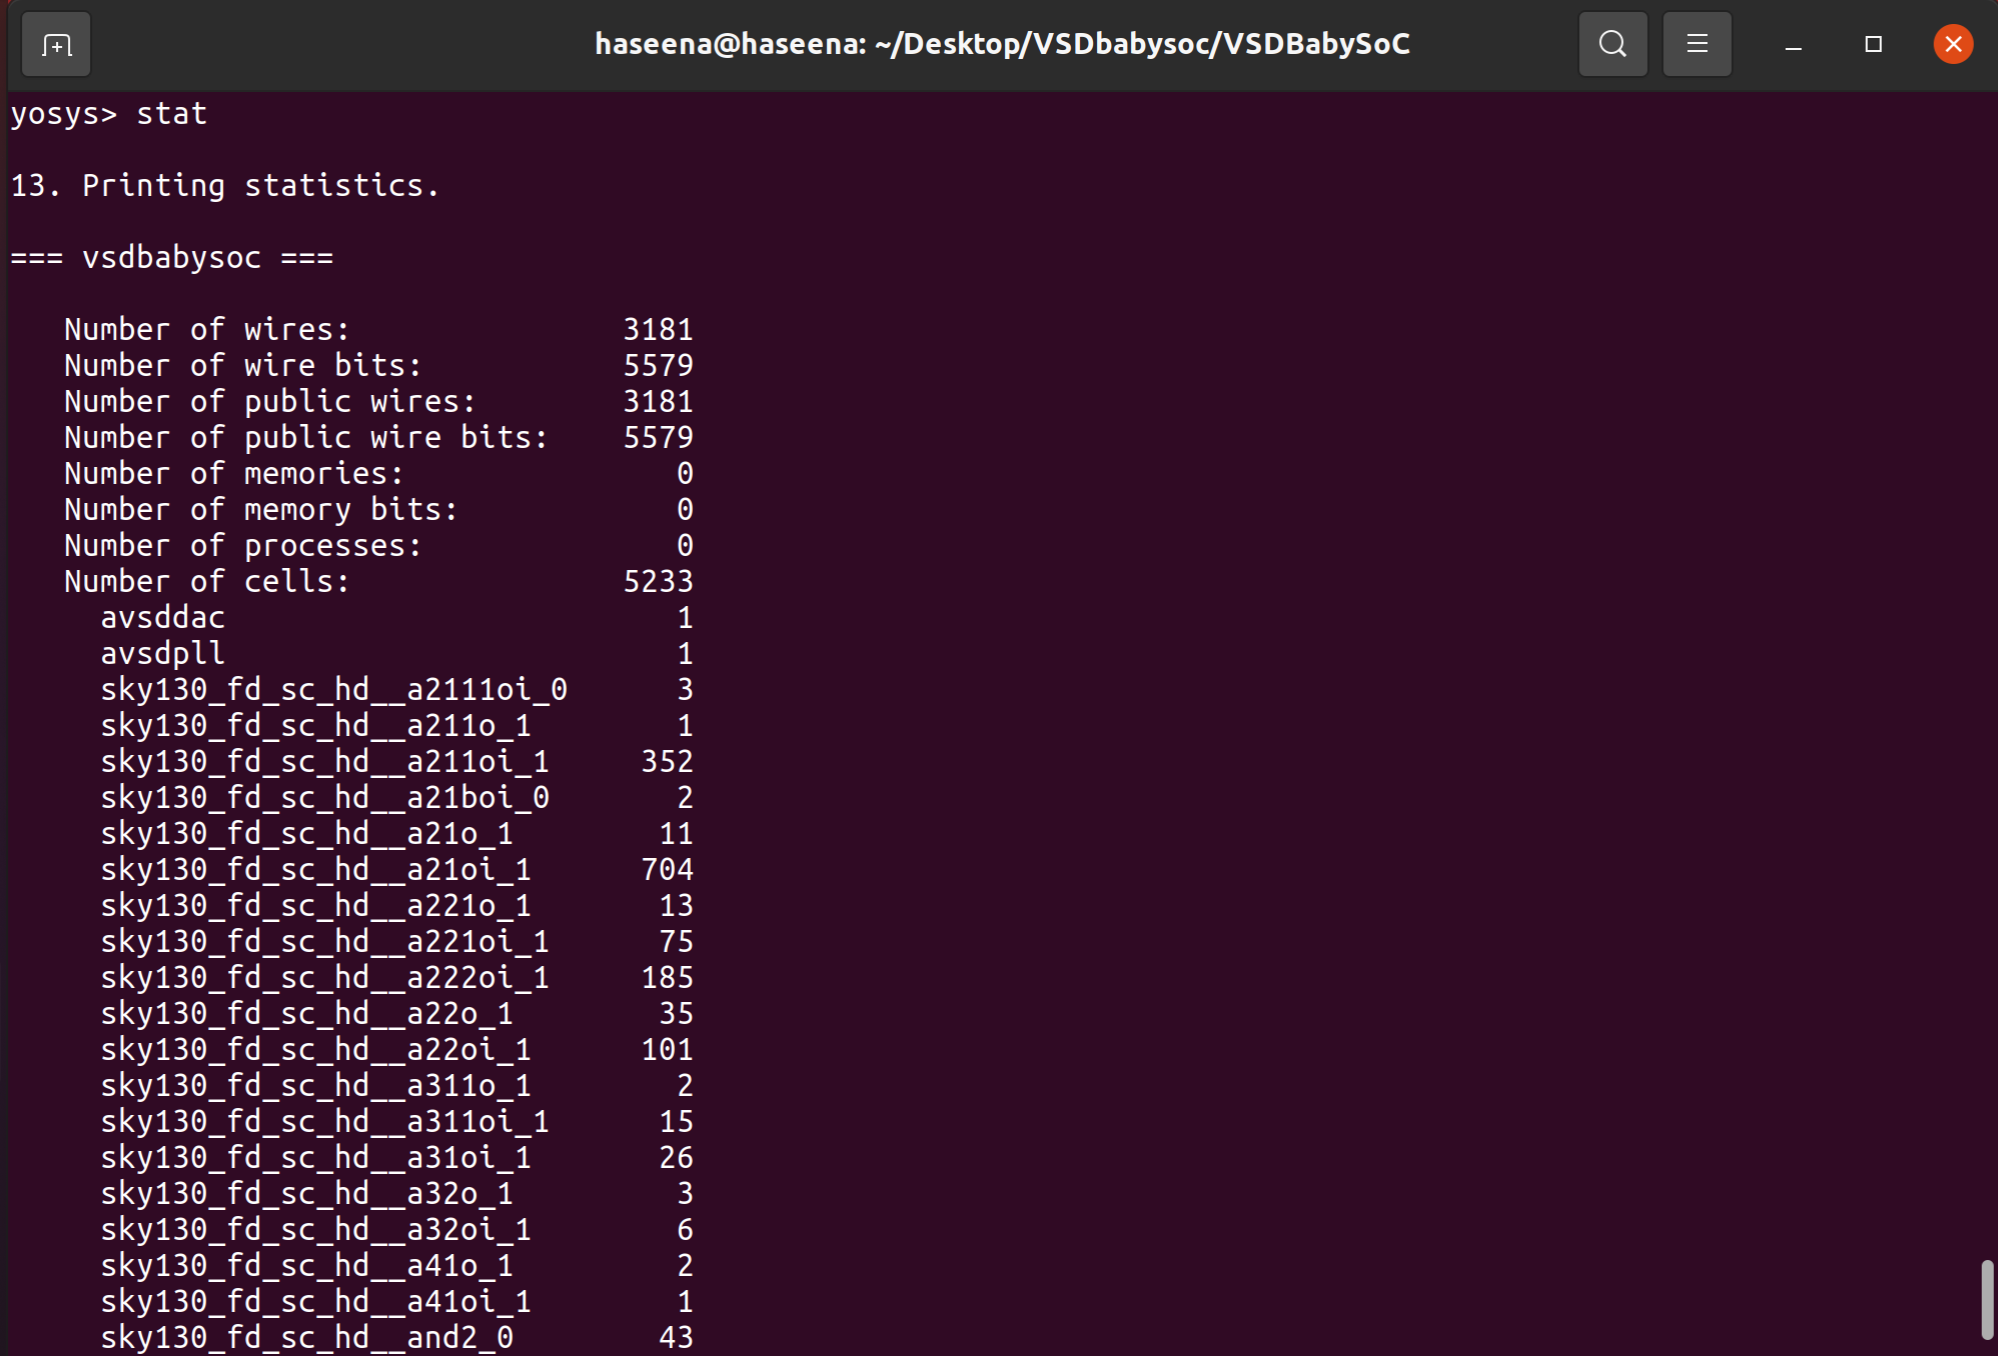 haseena@haseena: ~/Desktop/VSDbabysoc/VSDBabySoC
yosys> stat
13. Printing statistics.
=== vsdbabysoc ===
Number of wires: 3181
Number of wire bits: 5579
Number of public wires: 3181
Number of public wire bits: 5579
Number of memories: 0
Number of memory bits: 0
Number of processes: 0
Number of cells: 5233
avsddac 1
avsdpll 1
sky130_fd_sc_hd__a2111oi_0 3
sky130_fd_sc_hd__a211o_1 1
sky130_fd_sc_hd__a211oi_1 352
sky130_fd_sc_hd__a21boi_0 2
sky130_fd_sc_hd__a21o_1 11
sky130_fd_sc_hd__a21oi_1 704
sky130_fd_sc_hd__a221o_1 13
sky130_fd_sc_hd__a221oi_1 75
sky130_fd_sc_hd__a222oi_1 185
sky130_fd_sc_hd__a22o_1 35
sky130_fd_sc_hd__a22oi_1 101
sky130_fd_sc_hd__a311o_1 2
sky130_fd_sc_hd__a311oi_1 15
sky130_fd_sc_hd__a31oi_1 26
sky130_fd_sc_hd__a32o_1 3
sky130_fd_sc_hd__a32oi_1 6
sky130_fd_sc_hd__a41o_1 2
sky130_fd_sc_hd__a41oi_1 1
sky130_fd_sc_hd__and2_0 43